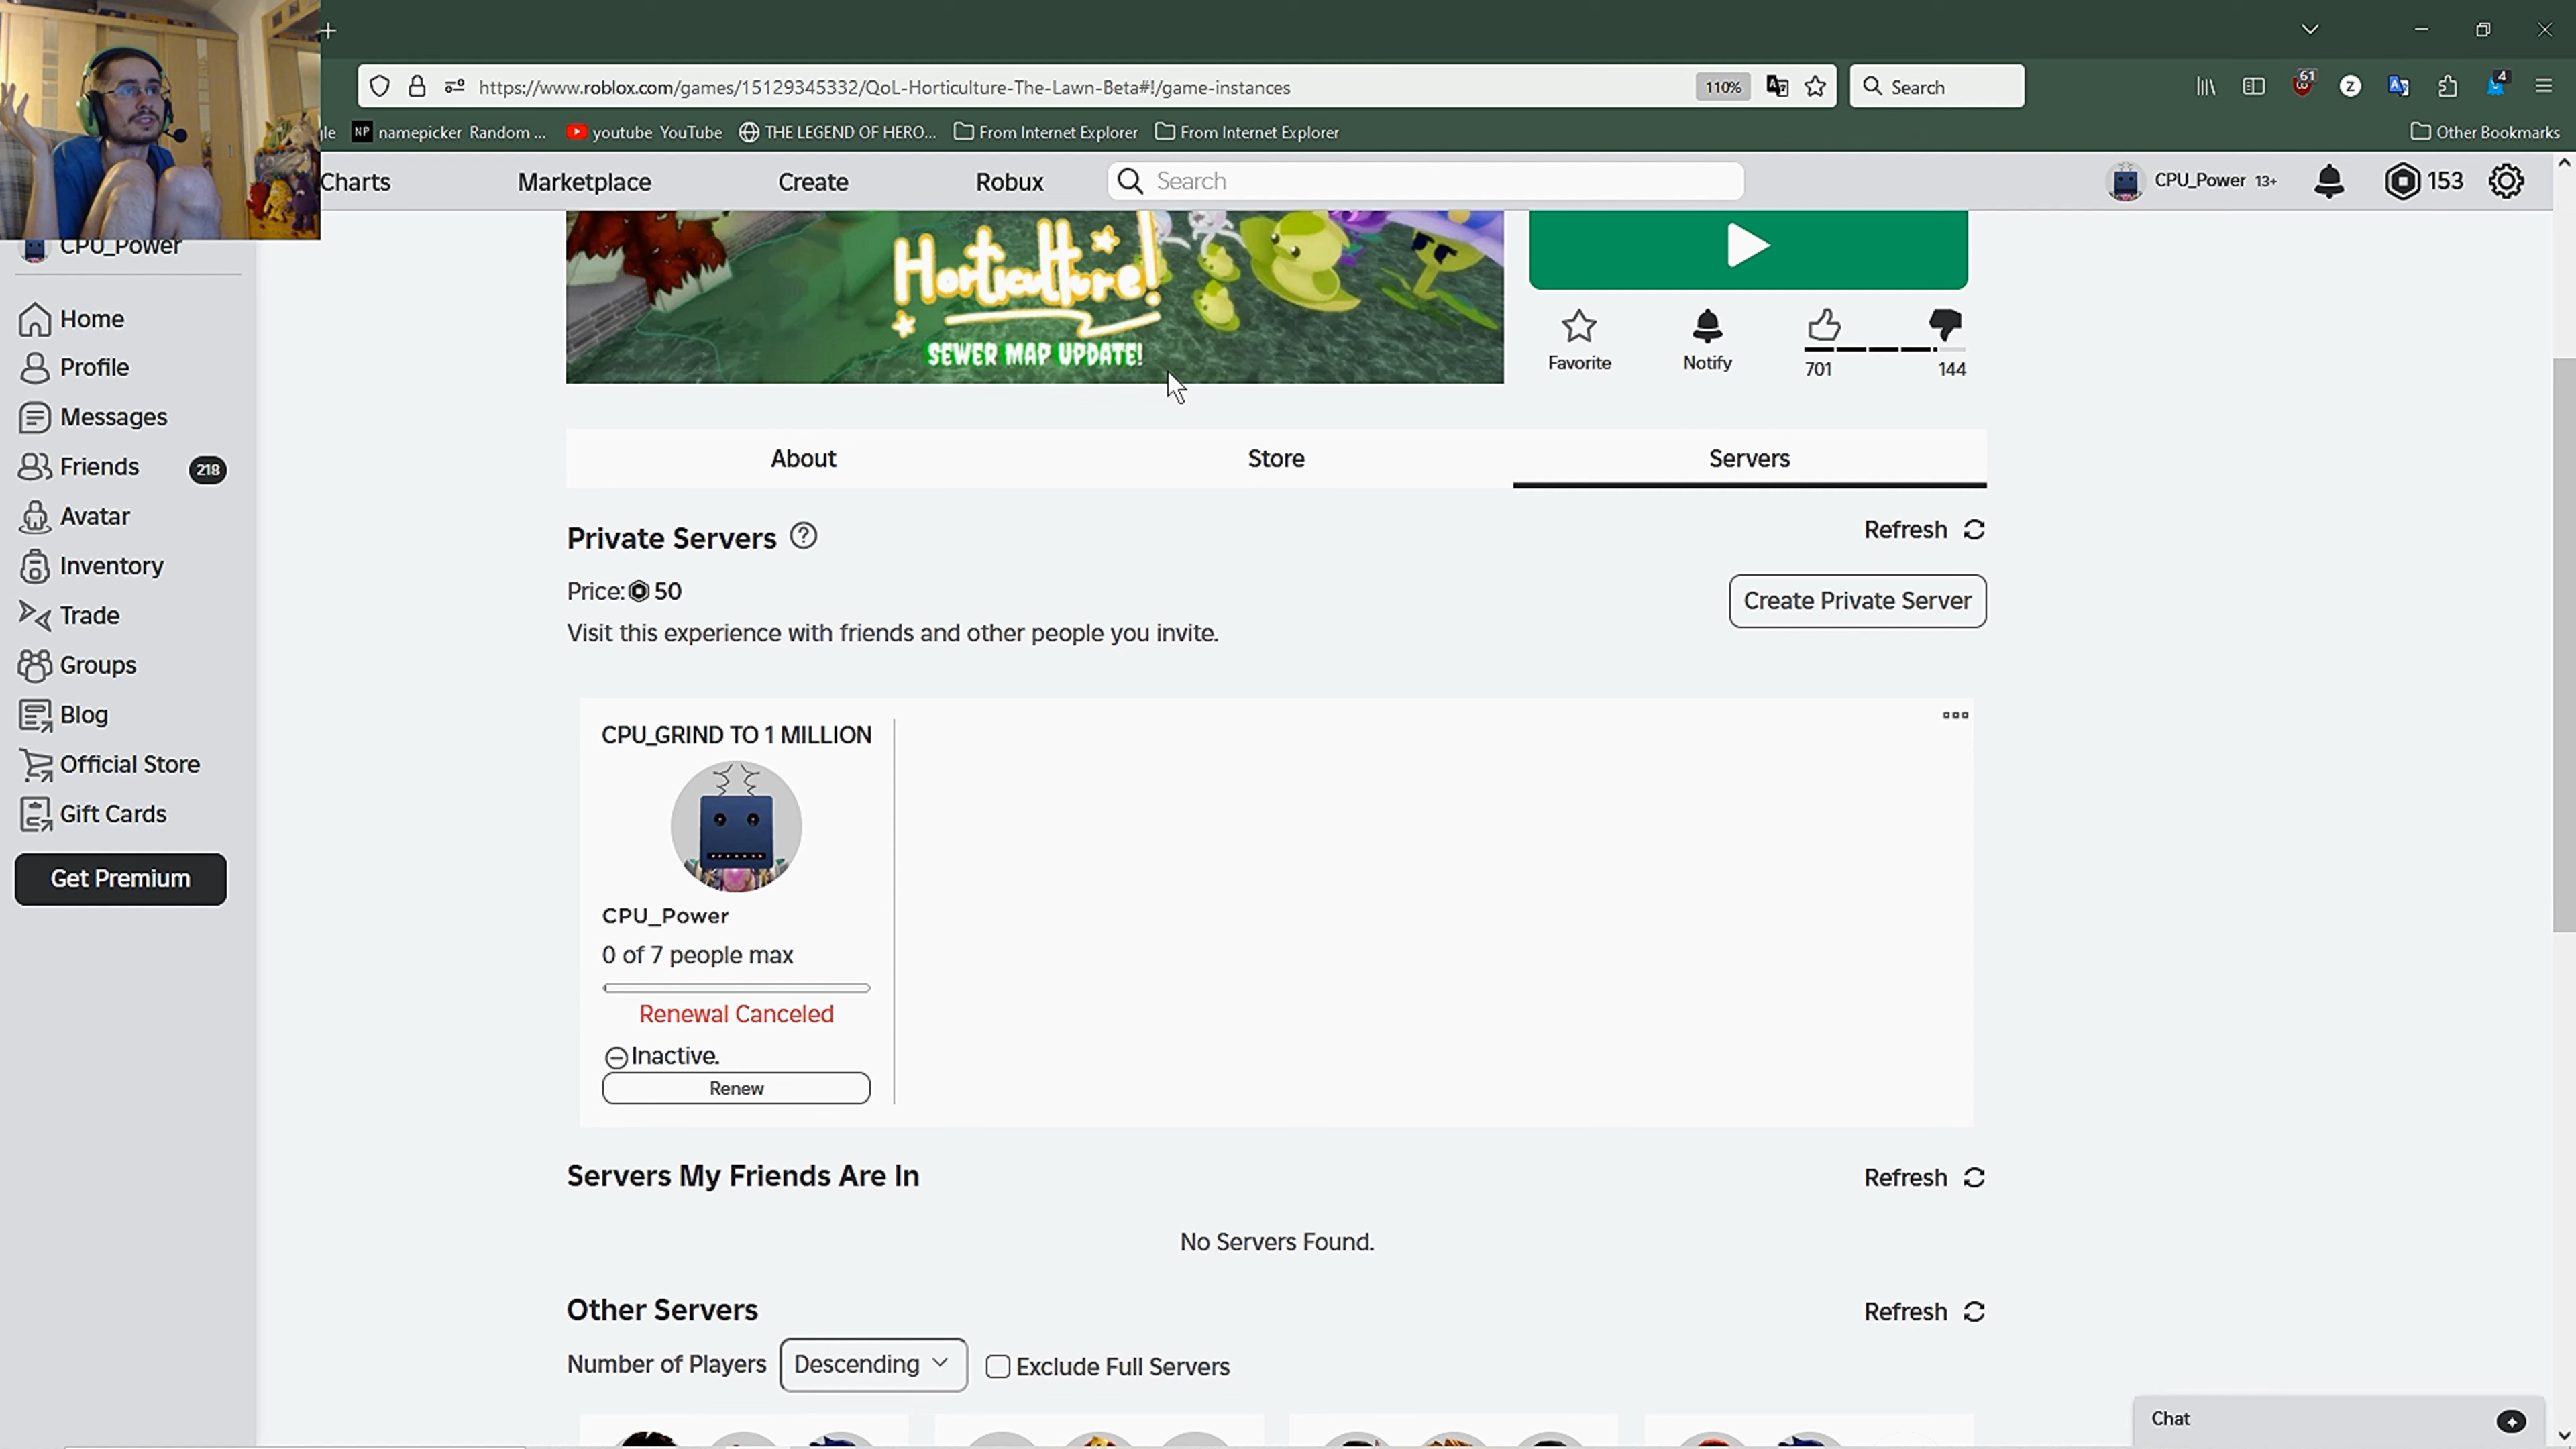 https://www.roblox.com/games/15129345332/QoL-Horticulture-The-Lawn-Beta#!/game-instances
110%
Search
61
Z
4
le
NP namepicker Random ...
youtube YouTube
THE LEGEND OF HERO...
From Internet Explorer
From Internet Explorer
Other Bookmarks
Charts
Marketplace
Create
Robux
Search
CPU_Power 13+
153
CPU_Power
Home
Profile
Messages
Friends 218
Avatar
Inventory
Trade
Groups
Blog
Official Store
Gift Cards
Get Premium
Horticulture!
SEWER MAP UPDATE!
Favorite
Notify
701
144
About
Store
Servers
Private Servers ?
Refresh
Price: 50
Create Private Server
Visit this experience with friends and other people you invite.
CPU_GRIND TO 1 MILLION
CPU_Power
0 of 7 people max
Renewal Canceled
Inactive.
Renew
Servers My Friends Are In
Refresh
No Servers Found.
Other Servers
Refresh
Number of Players
Descending
Exclude Full Servers
Chat